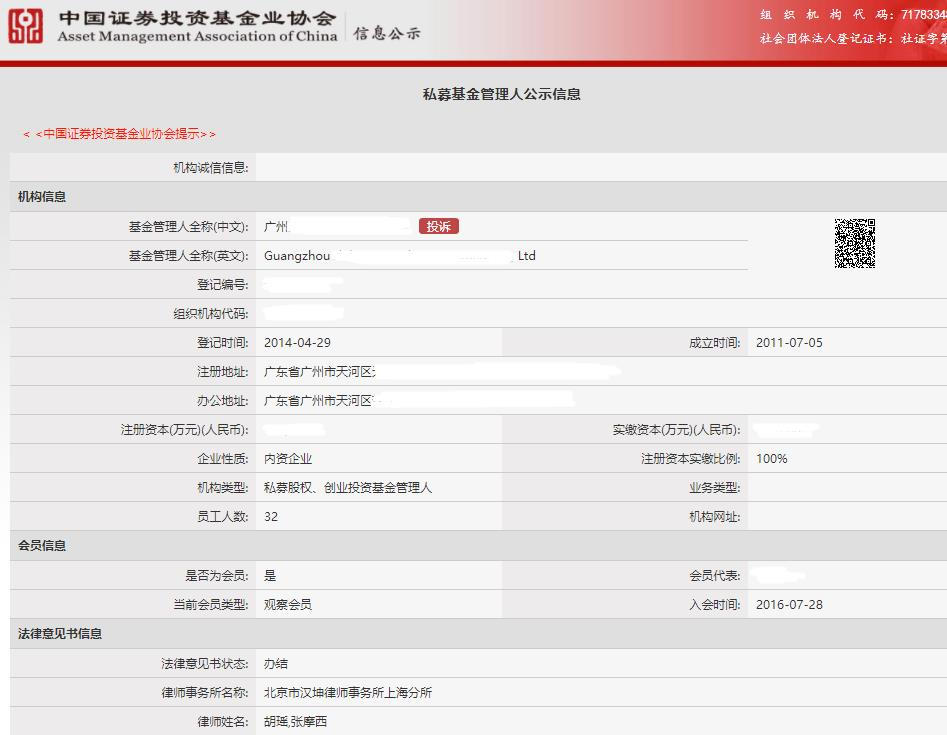 中国证券投资基金业协会
Asset Management Association of China
信息公示
组织机构代码: 7178334
社会团体法人登记证书: 社证字第
私募基金管理人公示信息
< <中国证券投资基金业协会提示> >
机构诚信信息:
机构信息
基金管理人全称(中文): 广州 投诉
基金管理人全称(英文): Guangzhou Ltd
登记编号:
组织机构代码:
登记时间: 2014-04-29 成立时间: 2011-07-05
注册地址: 广东省广州市天河区
办公地址: 广东省广州市天河区
注册资本(万元)(人民币): 实缴资本(万元)(人民币):
企业性质: 内资企业 注册资本实缴比例: 100%
机构类型: 私募股权、创业投资基金管理人 业务类型:
员工人数: 32 机构网址:
会员信息
是否为会员: 是 会员代表:
当前会员类型: 观察会员 入会时间: 2016-07-28
法律意见书信息
法律意见书状态: 办结
律师事务所名称: 北京市汉坤律师事务所上海分所
律师姓名: 胡瑶,张摩西